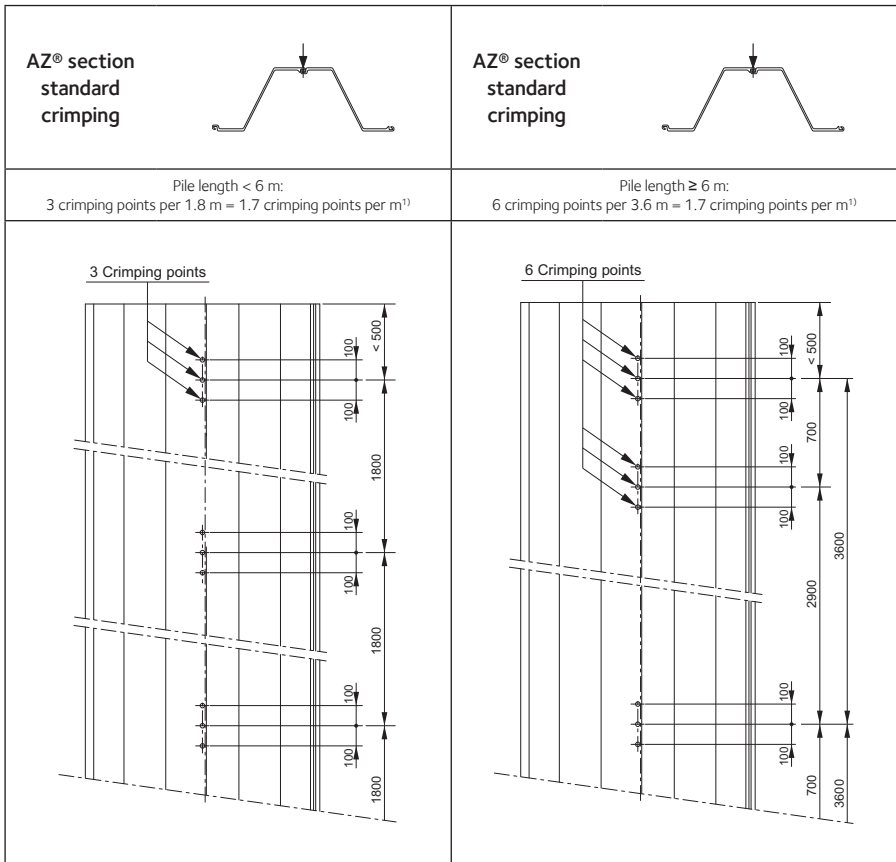 AZ® section
standard
crimping
AZ® section
standard
crimping
Pile length < 6 m:
3 crimping points per 1.8 m = 1.7 crimping points per m¹⁾
Pile length ≥ 6 m:
6 crimping points per 3.6 m = 1.7 crimping points per m¹⁾
3 Crimping points
100
< 500
100
1800
100
100
1800
100
100
1800
6 Crimping points
100
< 500
100
700
100
100
3600
2900
100
100
700
3600